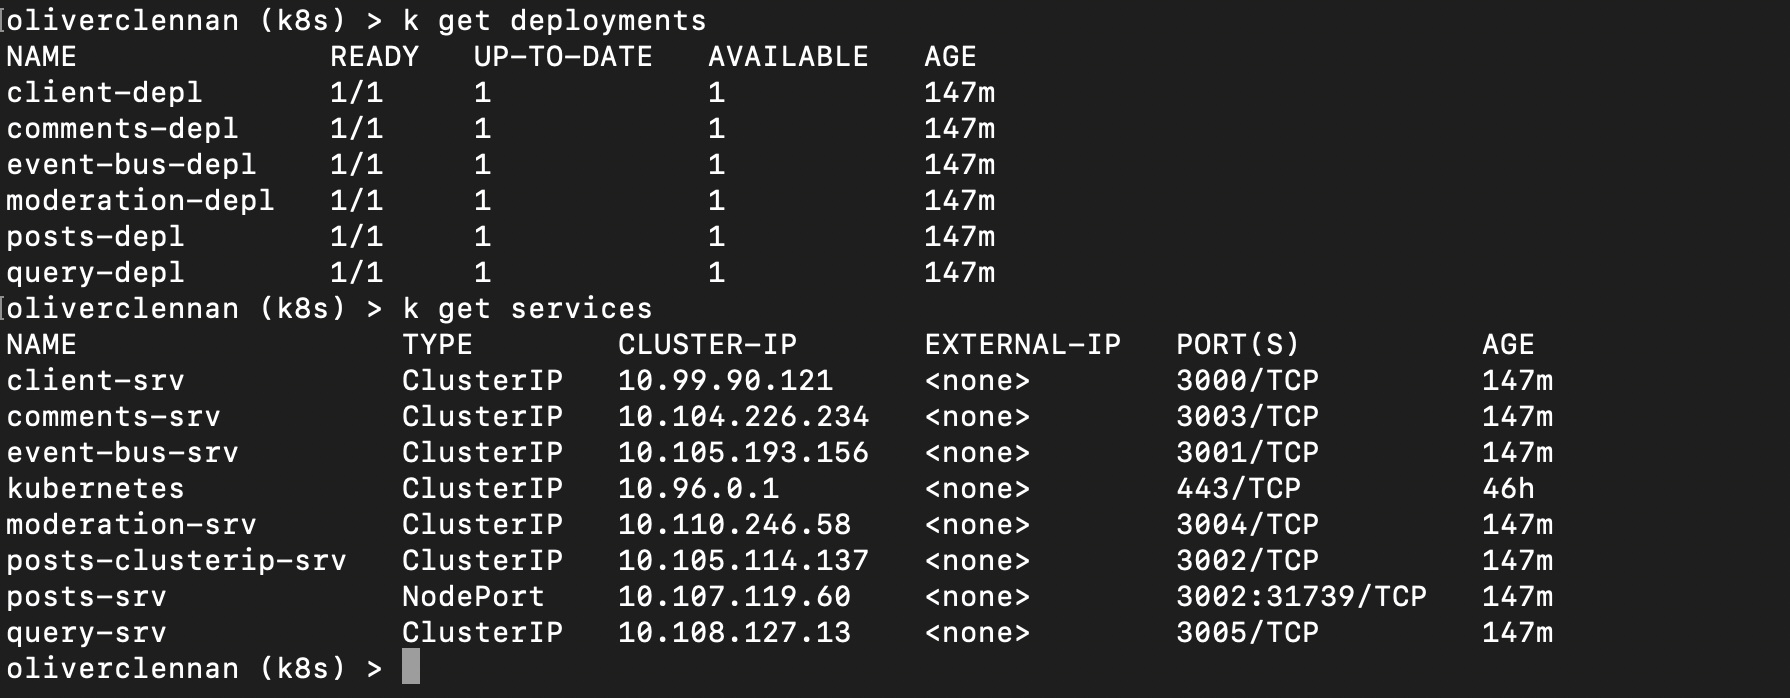 oliverclennan (k8s) > k get deployments
NAME READY UP-TO-DATE AVAILABLE AGE
client-depl 1/1 1 1 147m
comments-depl 1/1 1 1 147m
event-bus-depl 1/1 1 1 147m
moderation-depl 1/1 1 1 147m
posts-depl 1/1 1 1 147m
query-depl 1/1 1 1 147m
oliverclennan (k8s) > k get services
NAME TYPE CLUSTER-IP EXTERNAL-IP PORT(S) AGE
client-srv ClusterIP 10.99.90.121 <none> 3000/TCP 147m
comments-srv ClusterIP 10.104.226.234 <none> 3003/TCP 147m
event-bus-srv ClusterIP 10.105.193.156 <none> 3001/TCP 147m
kubernetes ClusterIP 10.96.0.1 <none> 443/TCP 46h
moderation-srv ClusterIP 10.110.246.58 <none> 3004/TCP 147m
posts-clusterip-srv ClusterIP 10.105.114.137 <none> 3002/TCP 147m
posts-srv NodePort 10.107.119.60 <none> 3002:31739/TCP 147m
query-srv ClusterIP 10.108.127.13 <none> 3005/TCP 147m
oliverclennan (k8s) >